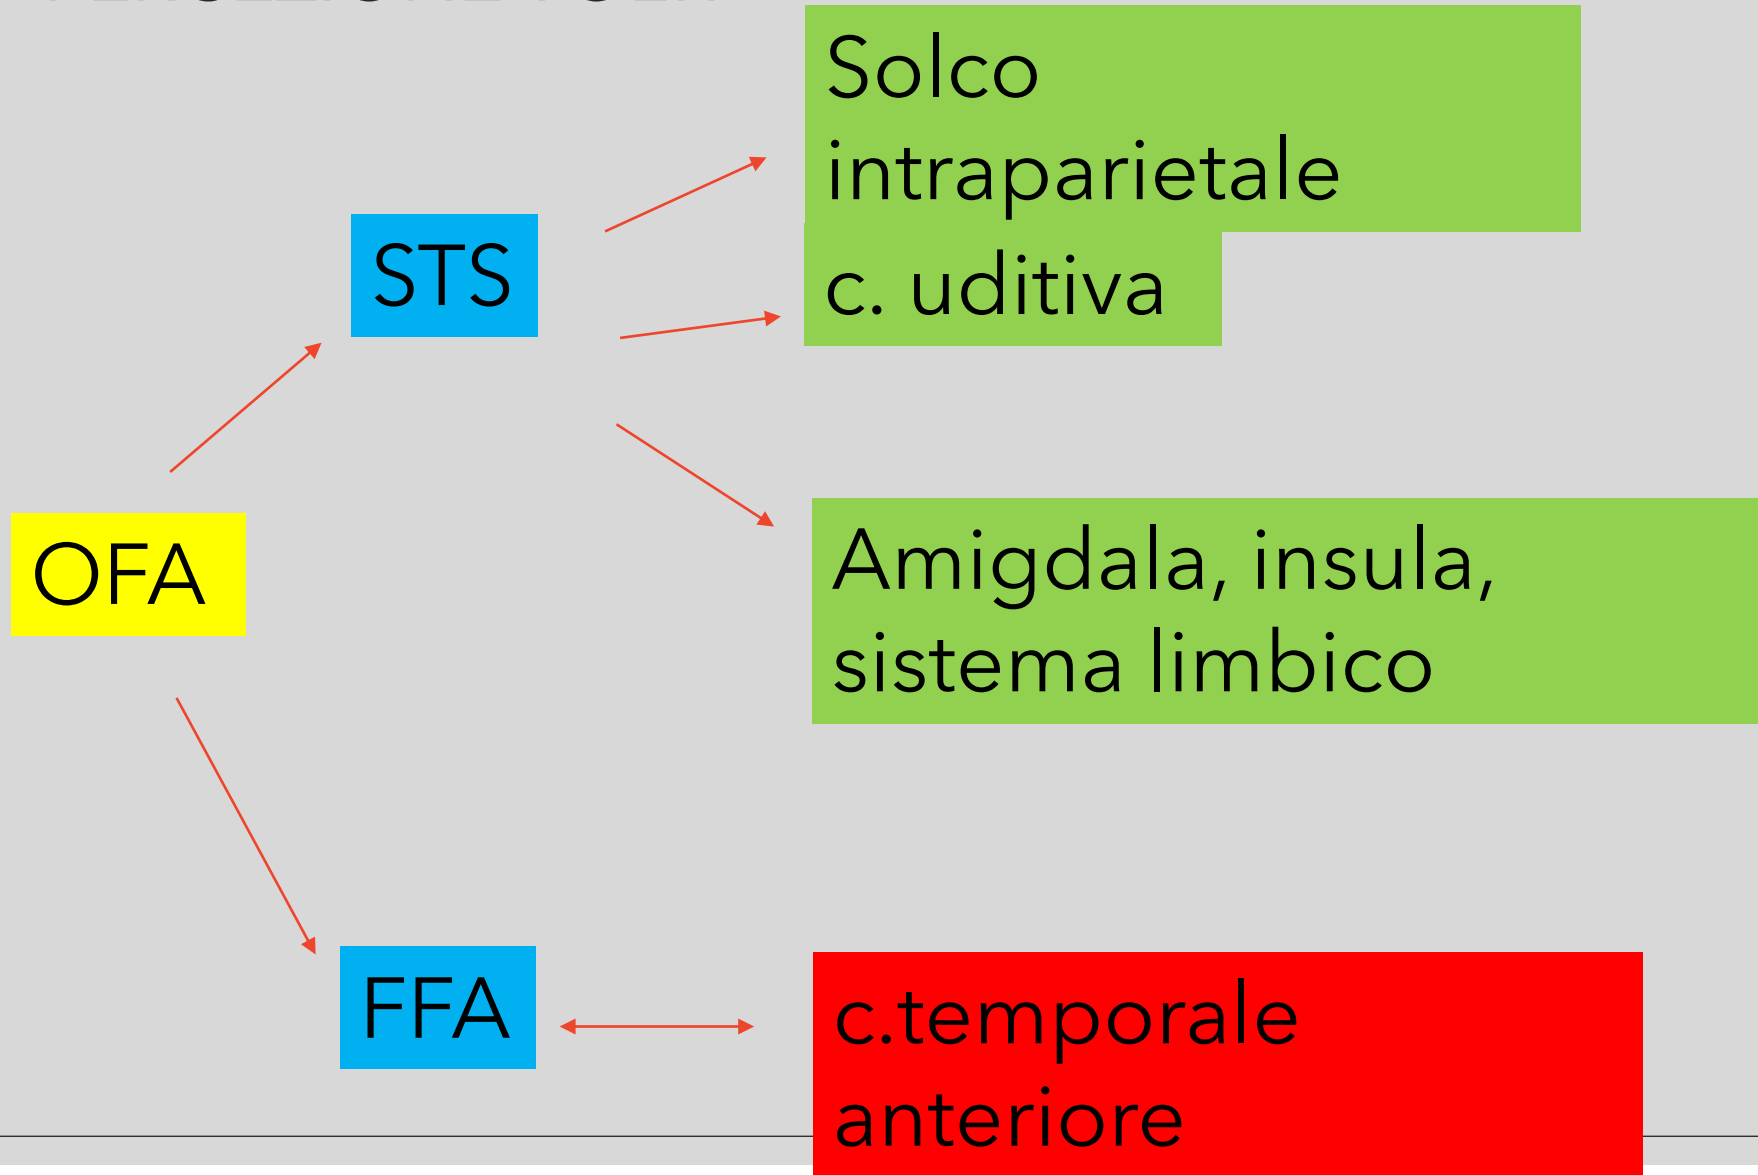 Solco
intraparietale
c. uditiva
STS
OFA
Amigdala, insula,
sistema limbico
FFA
c.temporale
anteriore